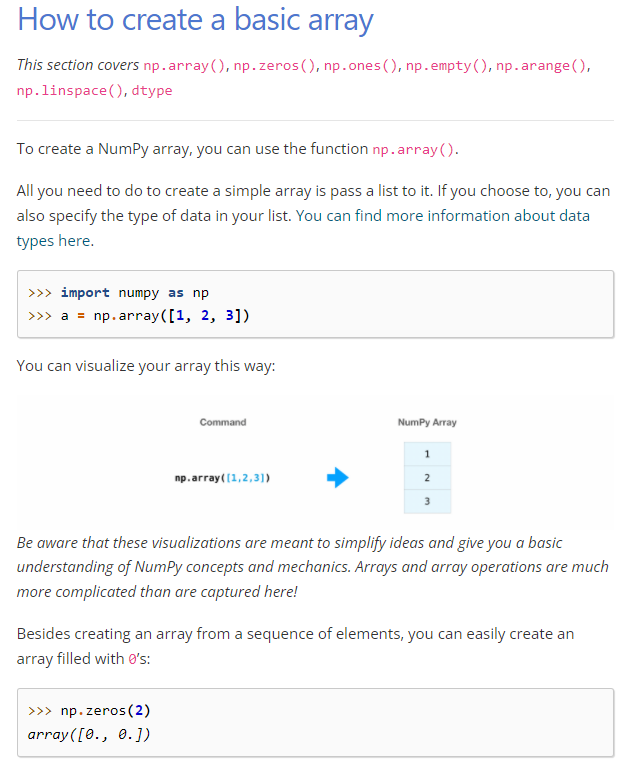 How to create a basic array
This section covers np.array(), np.zeros(), np.ones(), np.empty(), np.arange(),
np.linspace(), dtype
To create a NumPy array, you can use the function np.array().
All you need to do to create a simple array is pass a list to it. If you choose to, you can
also specify the type of data in your list. You can find more information about data
types here.
>>> import numpy as np
>>> a = np.array([1, 2, 3])
You can visualize your array this way:
Command NumPy Array
1
np.array([1,2,3]) 2
3
Be aware that these visualizations are meant to simplify ideas and give you a basic
understanding of NumPy concepts and mechanics. Arrays and array operations are much
more complicated than are captured here!
Besides creating an array from a sequence of elements, you can easily create an
array filled with 0's:
>>> np.zeros(2)
array([0., 0.])